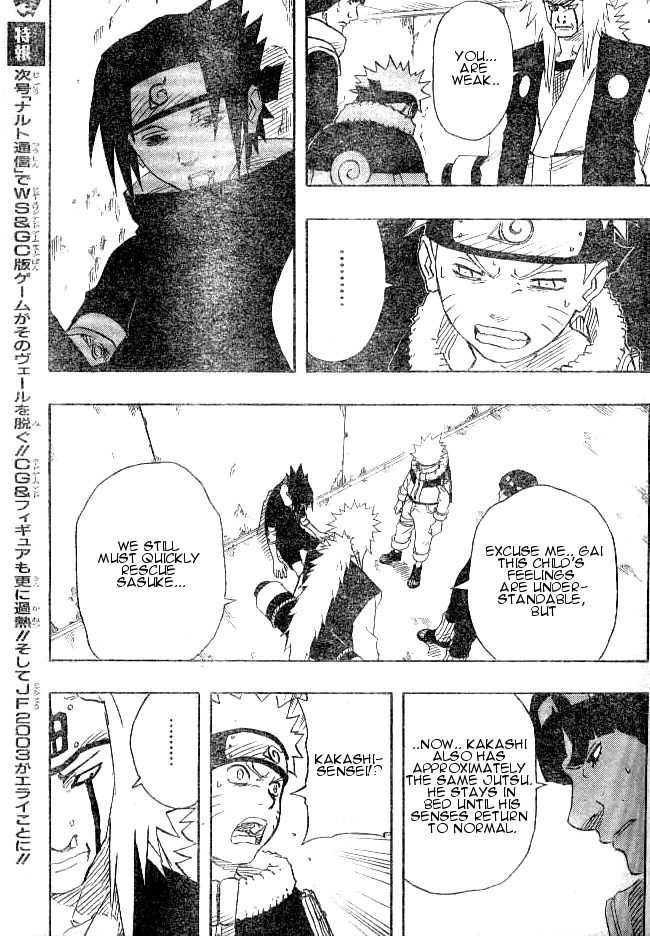 YOU...
ARE
WEAK..
........
EXCUSE ME.. GAI
THIS CHILD'S
FEELINGS
ARE UNDER-
STANDABLE,
BUT
WE STILL
MUST QUICKLY
RESCUE
SASUKE...
..NOW.. KAKASHI
ALSO HAS
APPROXIMATELY
THE SAME JUTSU.
HE STAYS IN
BED UNTIL HIS
SENSES RETURN
TO NORMAL.
KAKASHI-
SENSEI!?
........
特報
次号「ナルト通信」でWS&GC版ゲームがそのヴェールを脱ぐ!!CG&フィギュアも更に過熱!!そしてJF2003がエライことに!!